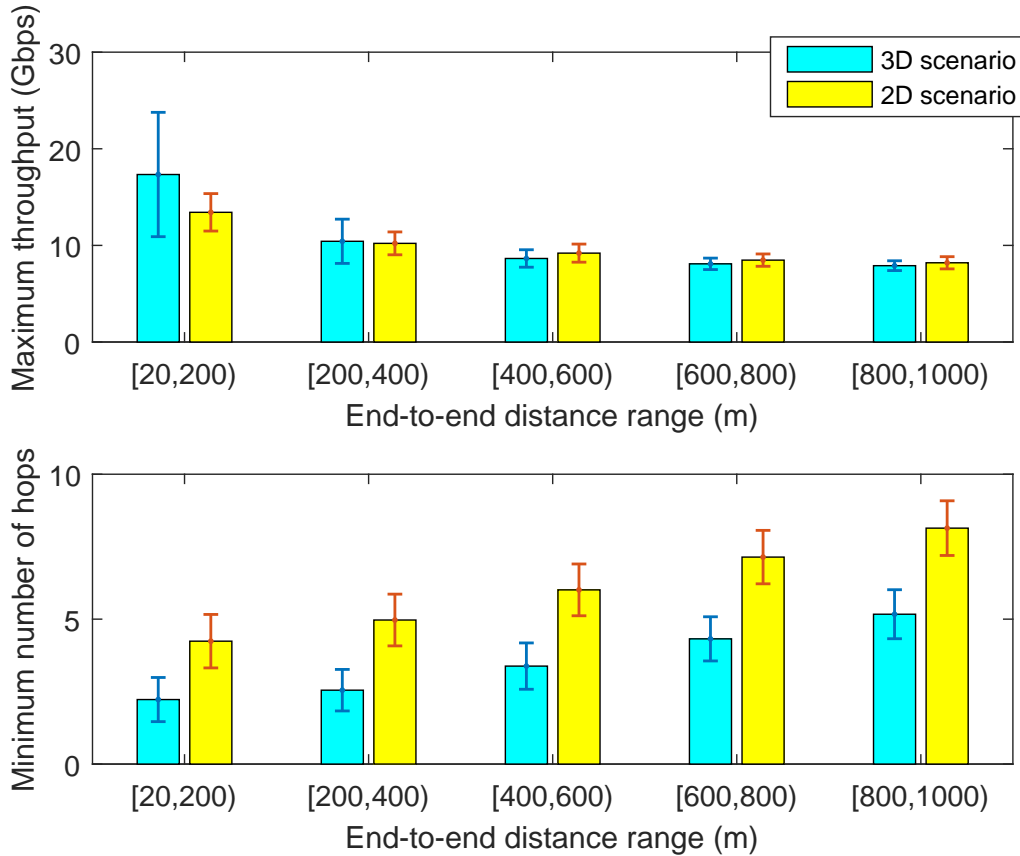 Maximum throughput (Gbps)
30
20
10
0
3D scenario
2D scenario
[20,200)
[200,400)
[400,600)
[600,800)
[800,1000)
End-to-end distance range (m)
Minimum number of hops
10
5
0
[20,200)
[200,400)
[400,600)
[600,800)
[800,1000)
End-to-end distance range (m)